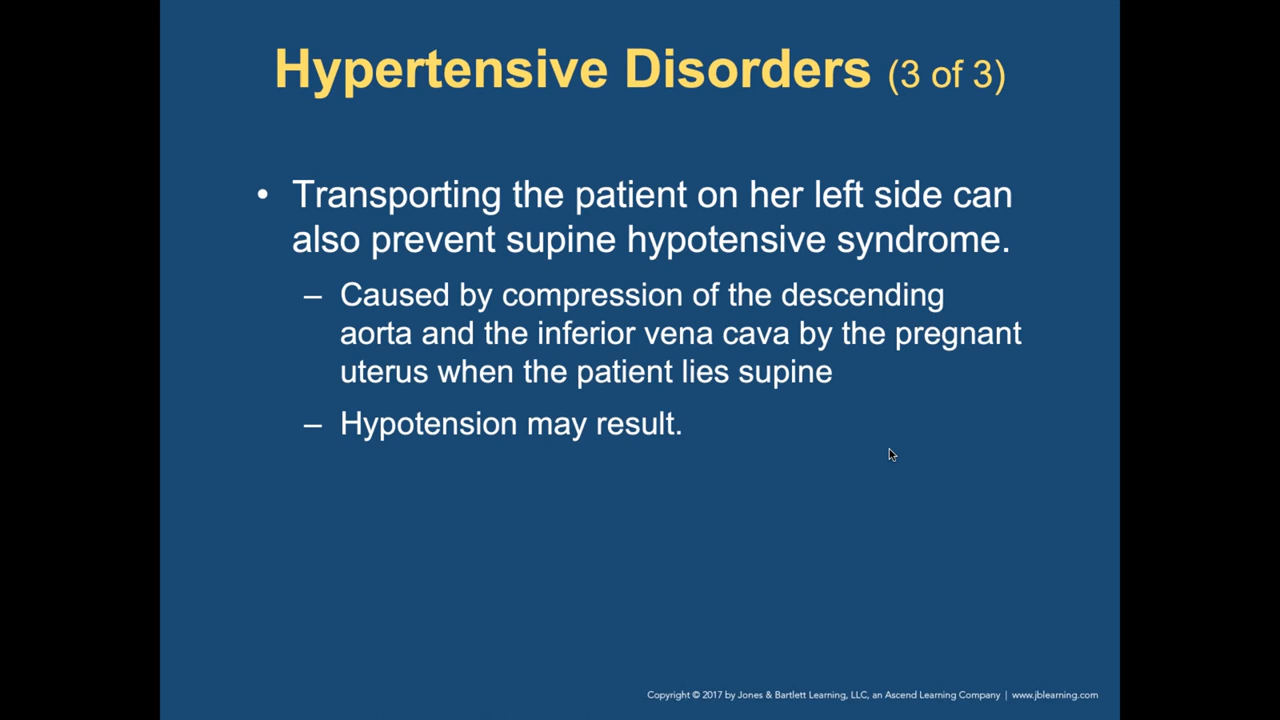 Hypertensive Disorders (3 of 3)
• Transporting the patient on her left side can
also prevent supine hypotensive syndrome.
– Caused by compression of the descending
aorta and the inferior vena cava by the pregnant
uterus when the patient lies supine
– Hypotension may result.
Copyright © 2017 by Jones & Bartlett Learning, LLC, an Ascend Learning Company | www.jblearning.com